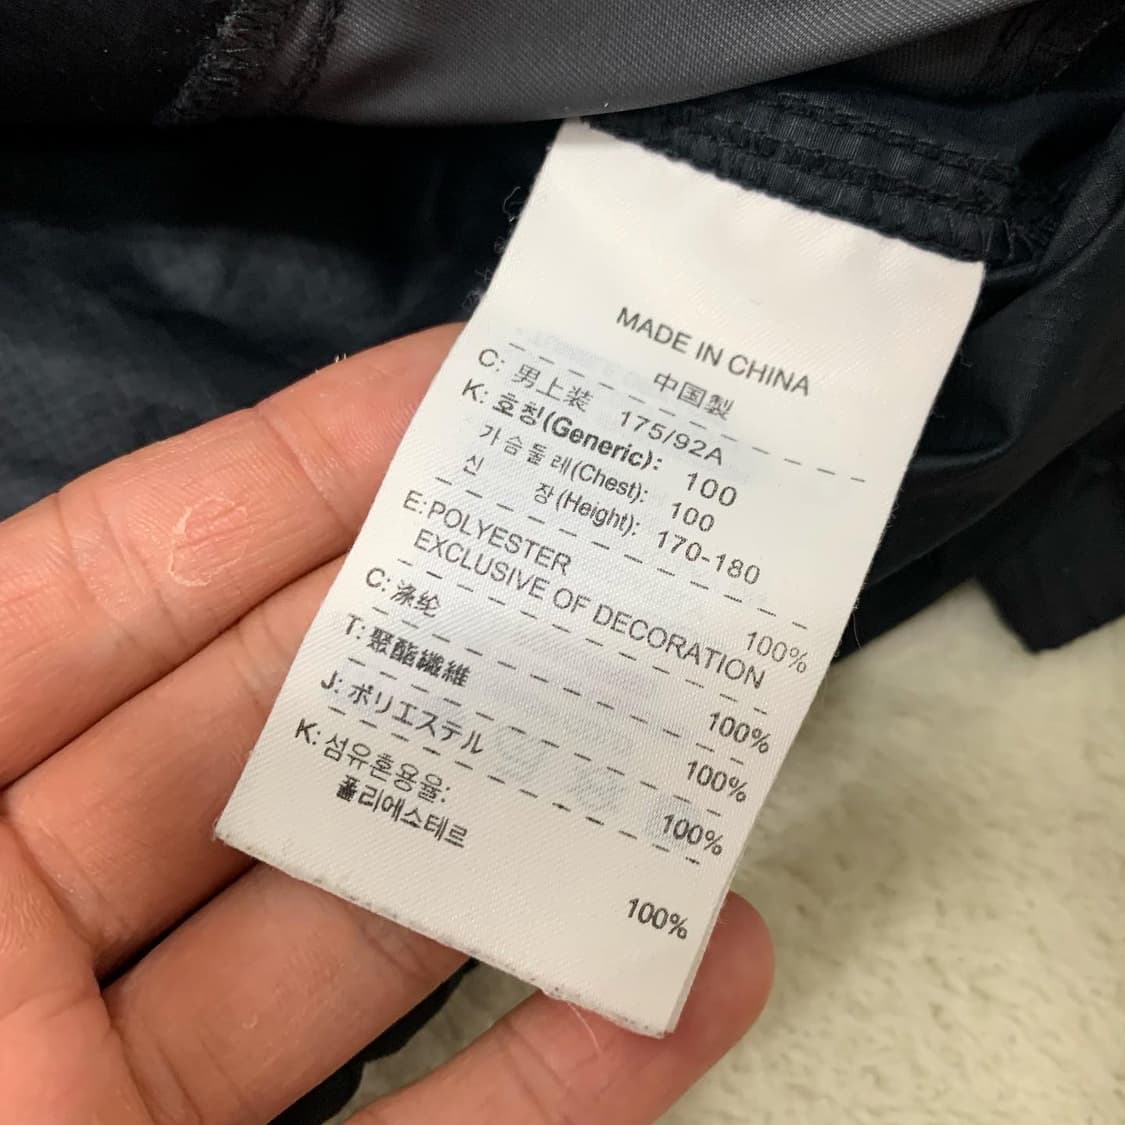 MADE IN CHINA
中国製
C: 男上装 175/92A
K: 호칭(Generic): 100
가슴둘레(Chest): 100
신 장(Height): 170-180
E: POLYESTER 100%
EXCLUSIVE OF DECORATION
C: 涤纶 100%
T: 聚酯纖維 100%
J: ポリエステル 100%
K: 섬유혼용율:
폴리에스테르 100%